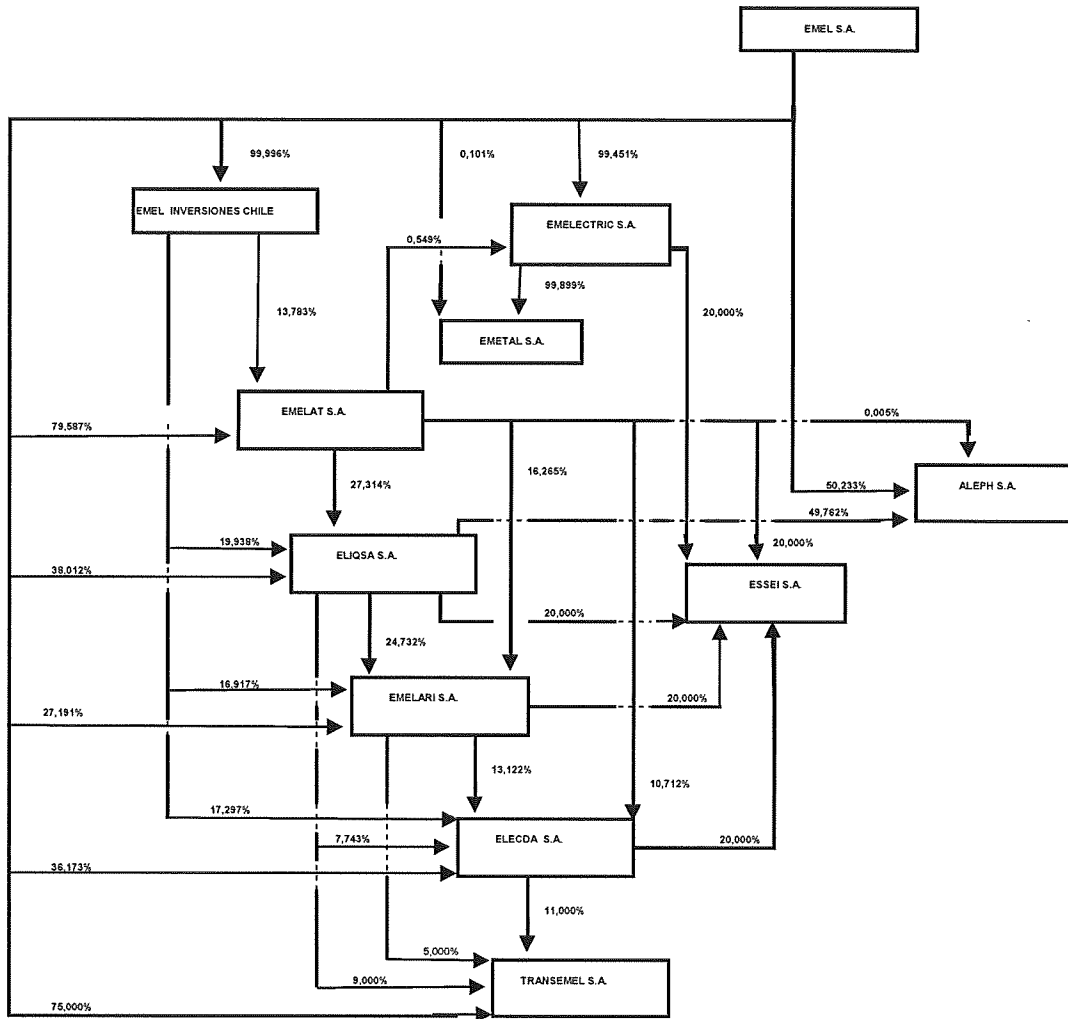 EMEL S.A.
99,996%
0,101%
99,451%
EMEL INVERSIONES CHILE
EMELECTRIC S.A.
0,549%
99,899%
13,783%
20,000%
EMETAL S.A.
EMELAT S.A.
0,005%
79,587%
16,265%
27,314%
50,233%
ALEPH S.A.
49,762%
19,938%
ELIQSA S.A.
20,000%
38,012%
ESSEI S.A.
20,000%
24,732%
16,917%
EMELARI S.A.
20,000%
27,191%
13,122%
10,712%
17,297%
7,743%
ELECDA S.A.
20,000%
36,173%
11,000%
5,000%
9,000%
TRANSEMEL S.A.
75,000%